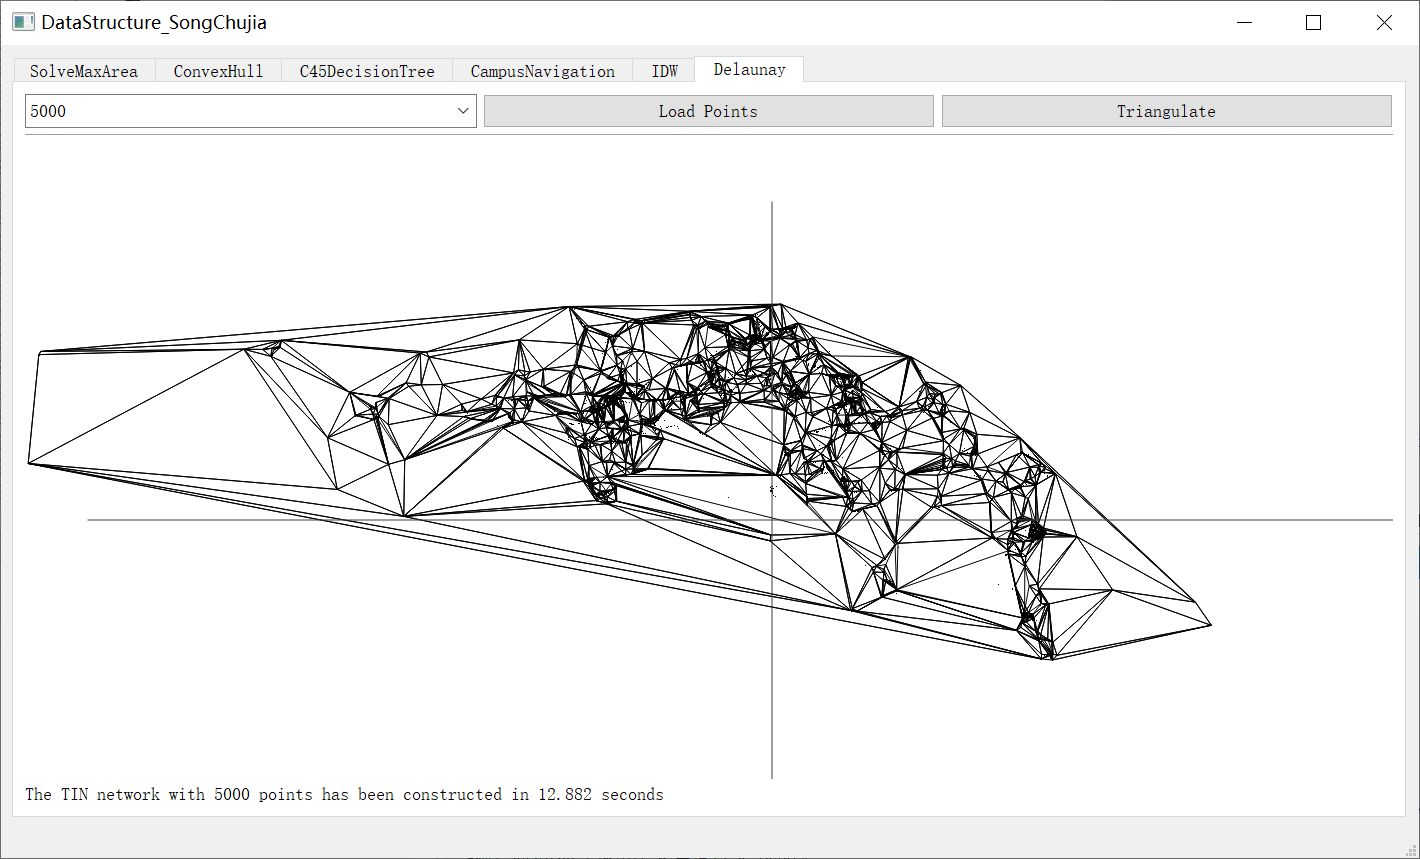 DataStructure_SongChujia
SolveMaxArea ConvexHull C45DecisionTree CampusNavigation IDW Delaunay
5000 Load Points Triangulate
The TIN network with 5000 points has been constructed in 12.882 seconds